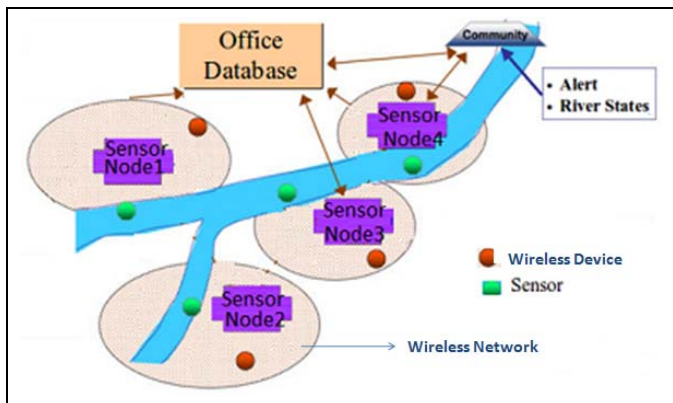 Office
Database
Community
• Alert
• River States
Sensor
Node1
Sensor
Node4
Sensor
Node3
Sensor
Node2
Wireless Device
Sensor
Wireless Network